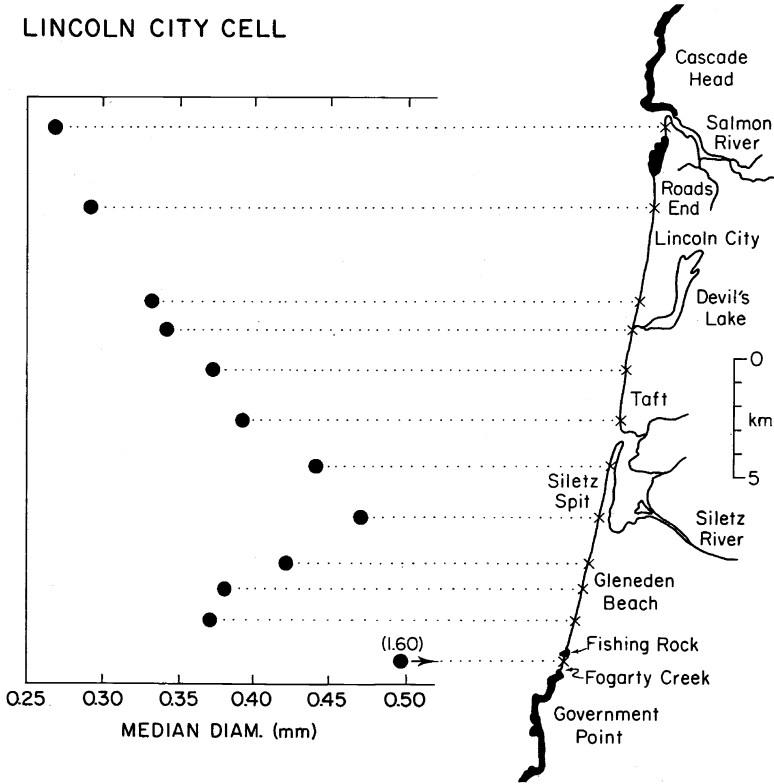 LINCOLN CITY CELL
Cascade
Head
Salmon
River
Roads
End
Lincoln City
Devil's
Lake
0
Taft
km
5
Siletz
Spit
Siletz
River
Gleneden
Beach
(1.60)
Fishing Rock
Fogarty Creek
0.25 0.30 0.35 0.40 0.45 0.50
MEDIAN DIAM. (mm)
Government
Point